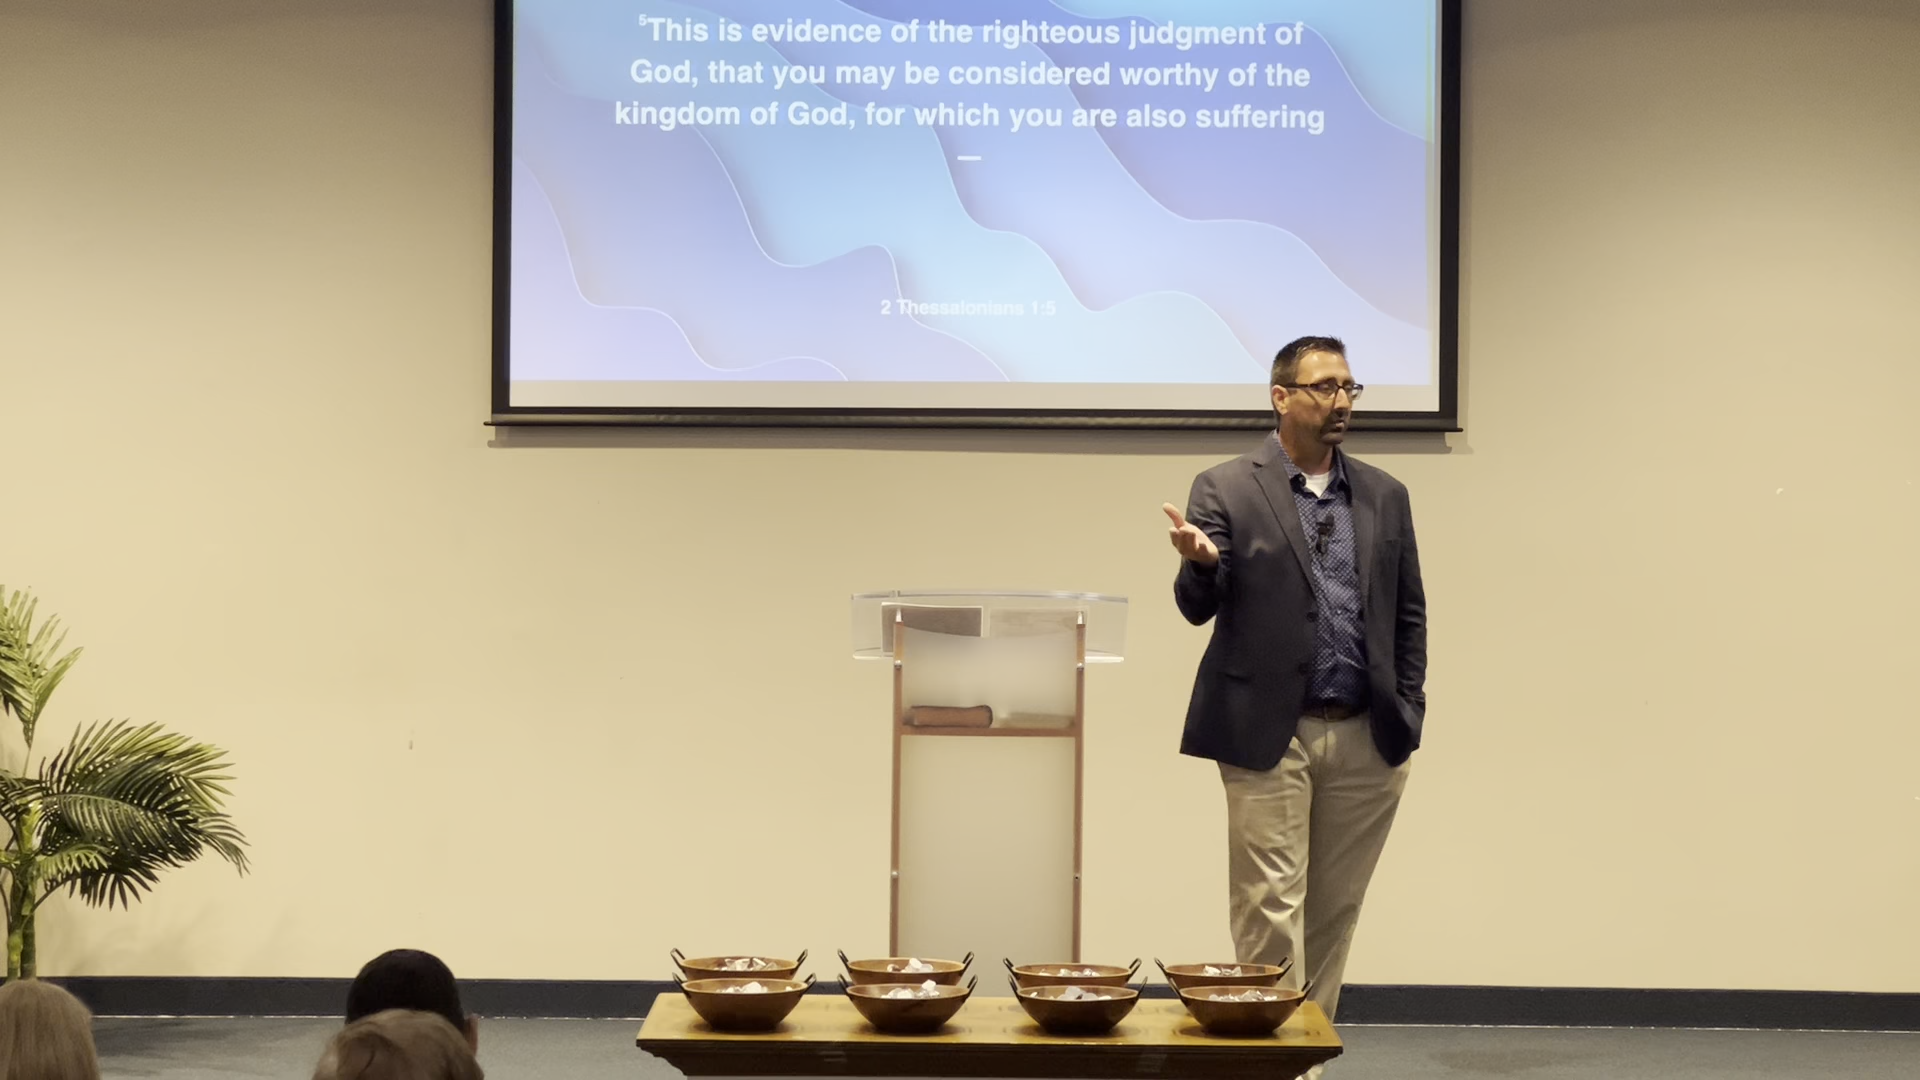 ⁵This is evidence of the righteous judgment of
God, that you may be considered worthy of the
kingdom of God, for which you are also suffering
—
2 Thessalonians 1:5